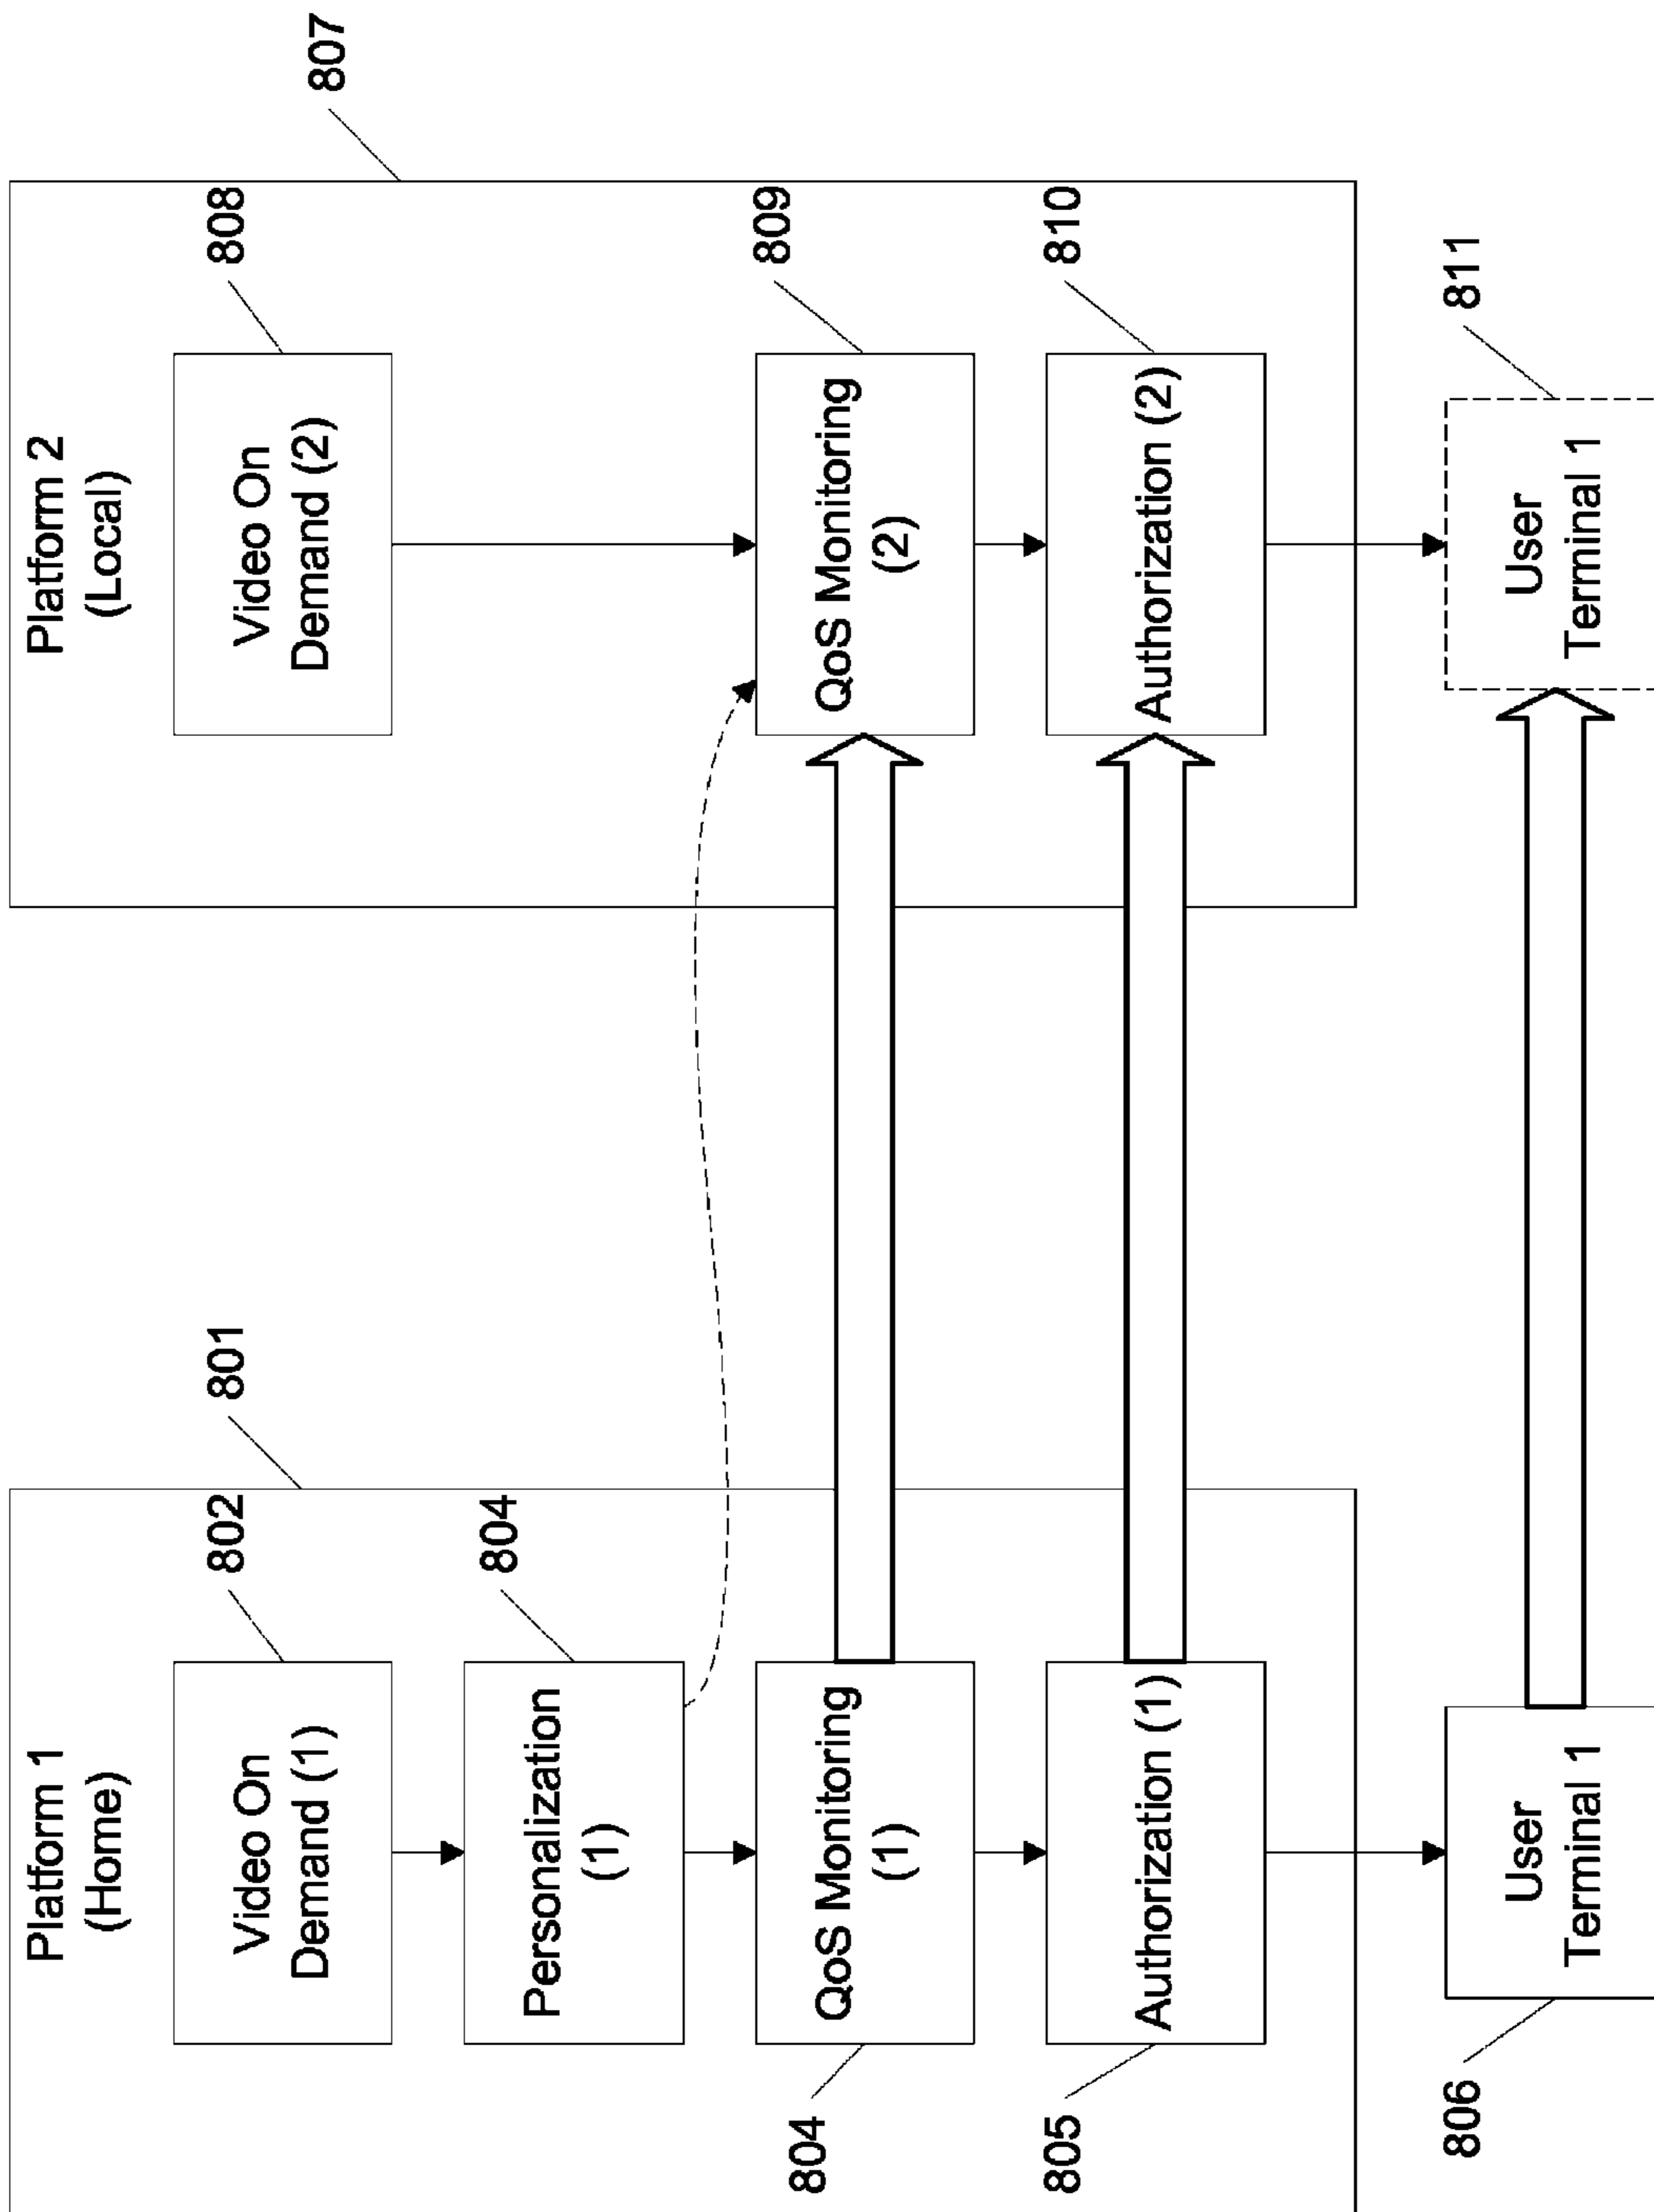 Platform 1
(Home)
801
Video On
Demand (1)
802
Personalization
(1)
804
QoS Monitoring
(1)
804
Authorization (1)
805
User
Terminal 1
806
Platform 2
(Local)
807
Video On
Demand (2)
808
QoS Monitoring
(2)
809
Authorization (2)
810
User
Terminal 1
811